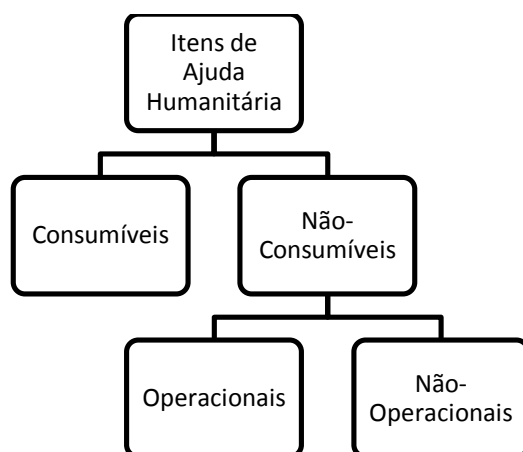 Itens de
Ajuda
Humanitária
Consumíveis
Não-
Consumíveis
Operacionais
Não-
Operacionais